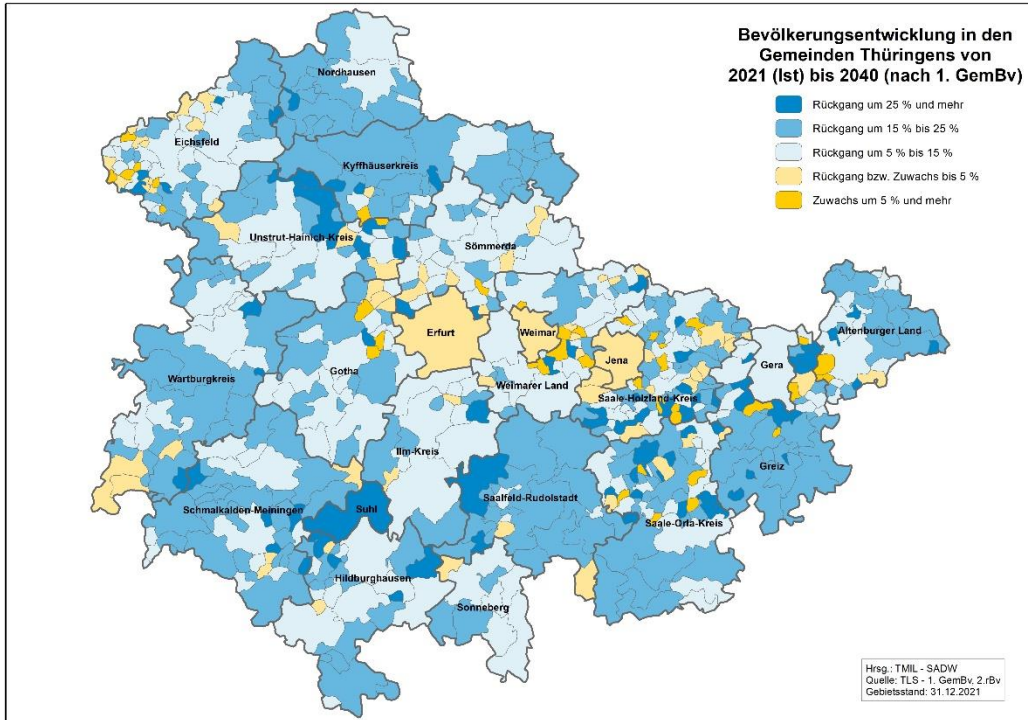 Bevölkerungsentwicklung in den
Gemeinden Thüringens von
2021 (Ist) bis 2040 (nach 1. GemBv)
Rückgang um 25 % und mehr
Rückgang um 15 % bis 25 %
Rückgang um 5 % bis 15 %
Rückgang bzw. Zuwachs bis 5 %
Zuwachs um 5 % und mehr
Nordhausen
Eichsfeld
Kyffhäuserkreis
Unstrut-Hainich-Kreis
Sömmerda
Altenburger Land
Erfurt
Weimar
Jena
Gera
Gotha
Weimarer Land
Wartburgkreis
Saale-Holzland-Kreis
Ilm-Kreis
Greiz
Saalfeld-Rudolstadt
Schmalkalden-Meiningen
Suhl
Saale-Orla-Kreis
Hildburghausen
Sonneberg
Hrsg.: TMIL - SADW
Quelle: TLS - 1. GemBv, 2.rBv
Gebietsstand: 31.12.2021